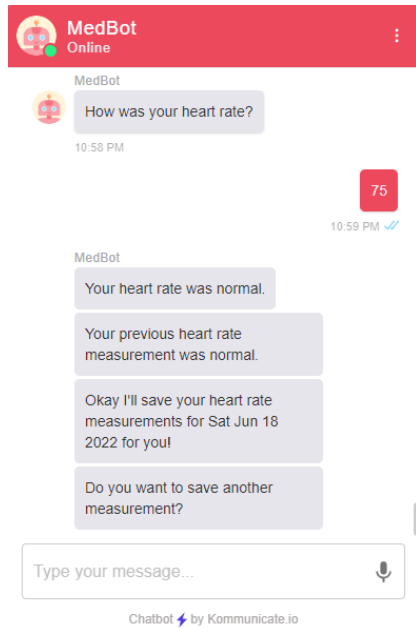 MedBot
Online
MedBot
How was your heart rate?
10:58 PM
75
10:59 PM
MedBot
Your heart rate was normal.
Your previous heart rate
measurement was normal.
Okay I'll save your heart rate
measurements for Sat Jun 18
2022 for you!
Do you want to save another
measurement?
Type your message...
Chatbot by Kommunicate.io